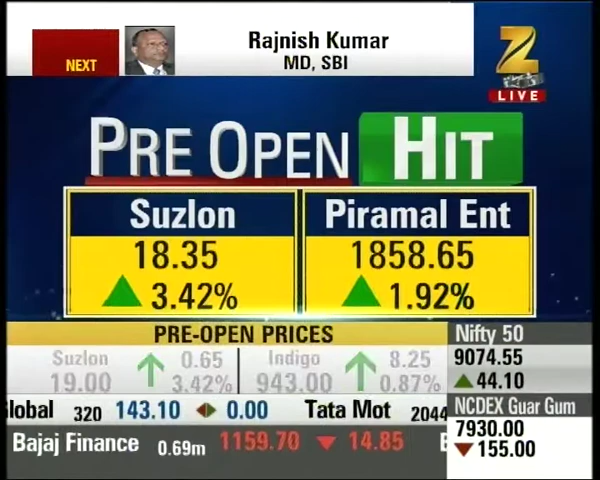 NEXT
Rajnish Kumar
MD, SBI
LIVE
PRE OPEN HIT
Suzlon
18.35
3.42%
Piramal Ent
1858.65
1.92%
PRE-OPEN PRICES
Suzlon 0.65
19.00 3.42%
Indigo 8.25
943.00 0.87%
Nifty 50
9074.55
44.10
lobal 320 143.10 0.00 Tata Mot 2044
NCDEX Guar Gum
7930.00
155.00
Bajaj Finance 0.69m 1159.70 14.85